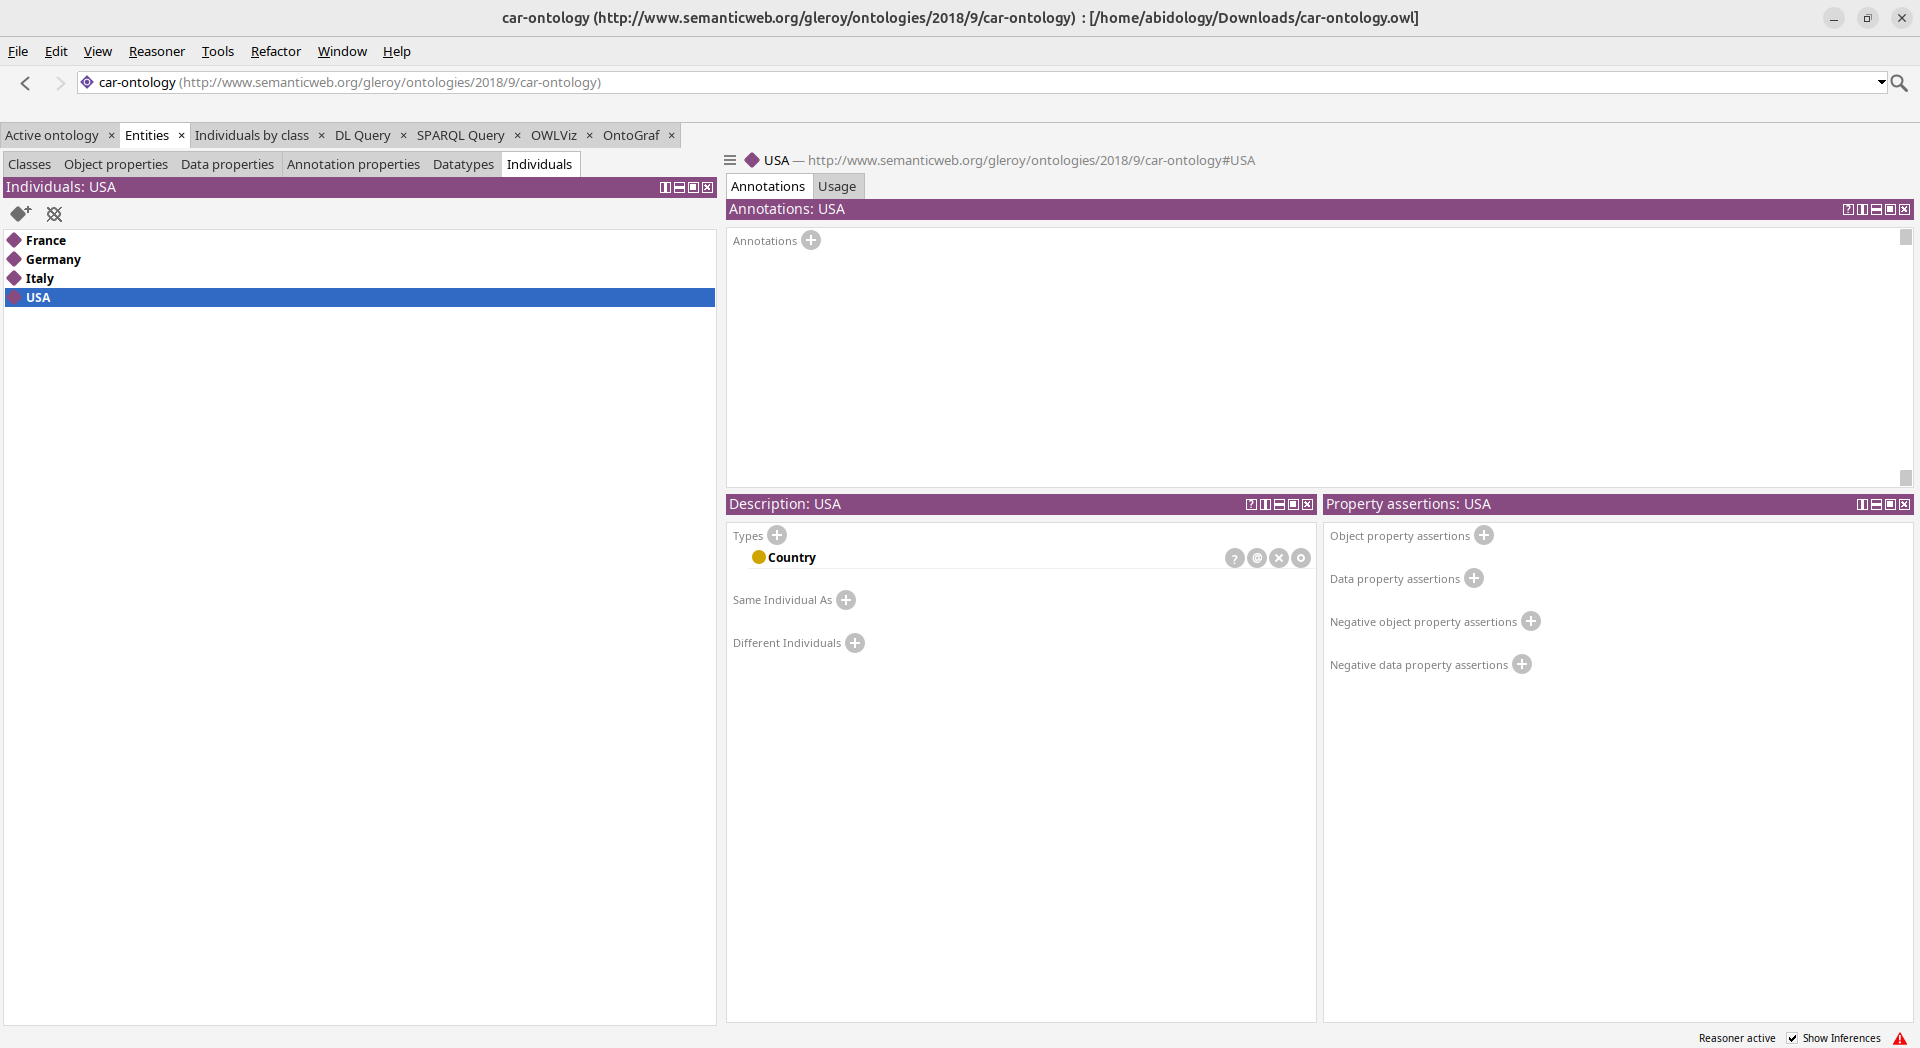 car-ontology (http://www.semanticweb.org/gleroy/ontologies/2018/9/car-ontology) : [/home/abidology/Downloads/car-ontology.owl]
File Edit View Reasoner Tools Refactor Window Help
car-ontology (http://www.semanticweb.org/gleroy/ontologies/2018/9/car-ontology)
Active ontology × Entities × Individuals by class × DL Query × SPARQL Query × OWLViz × OntoGraf ×
Classes Object properties Data properties Annotation properties Datatypes Individuals
Individuals: USA
France
Germany
Italy
USA
USA — http://www.semanticweb.org/gleroy/ontologies/2018/9/car-ontology#USA
Annotations Usage
Annotations: USA
Annotations
Description: USA
Types
Country
Same Individual As
Different Individuals
Property assertions: USA
Object property assertions
Data property assertions
Negative object property assertions
Negative data property assertions
Reasoner active Show Inferences